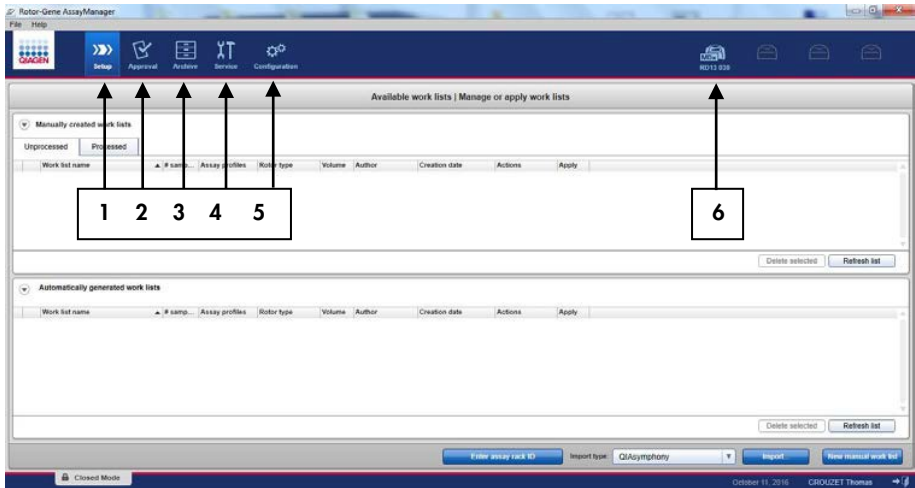 Rotor-Gene AssayManager
File Help
QIAGEN
Setup Approval Archive Service Configuration
MDx
RD13 038
Available work lists | Manage or apply work lists
Manually created work lists
Unprocessed Processed
Work list name # samp... Assay profiles Rotor type Volume Author Creation date Actions Apply
1 2 3 4 5
6
Delete selected Refresh list
Automatically generated work lists
Work list name # samp... Assay profiles Rotor type Volume Author Creation date Actions Apply
Delete selected Refresh list
Enter assay rack ID Import type QIAsymphony Import... New manual work list
Closed Mode
October 11, 2016 CROUZET Thomas